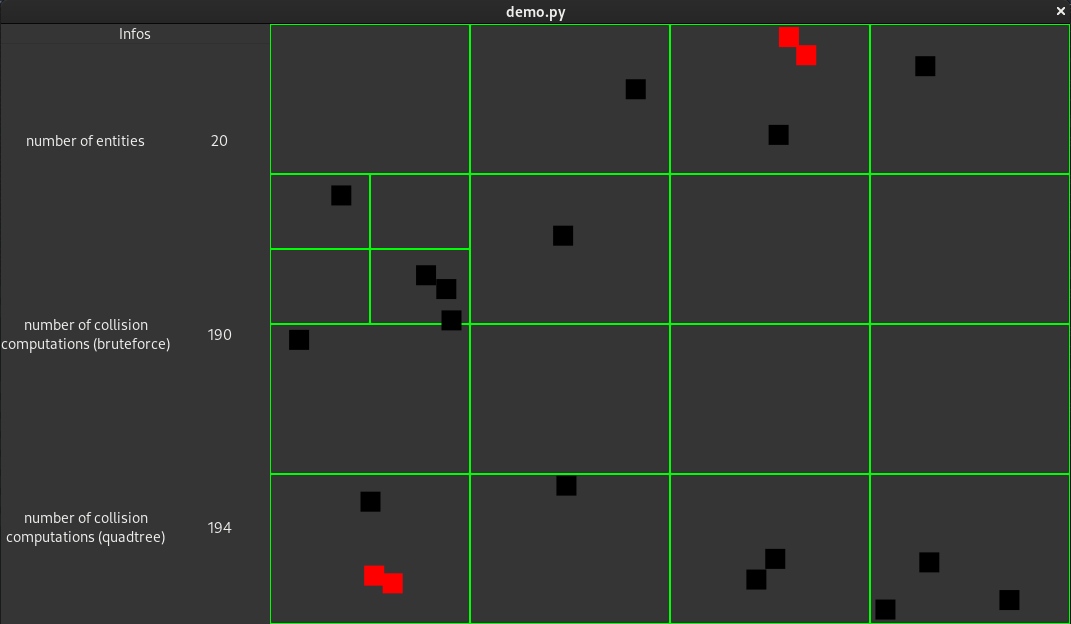 demo.py
×
Infos
number of entities 20
number of collision
computations (bruteforce) 190
number of collision
computations (quadtree) 194